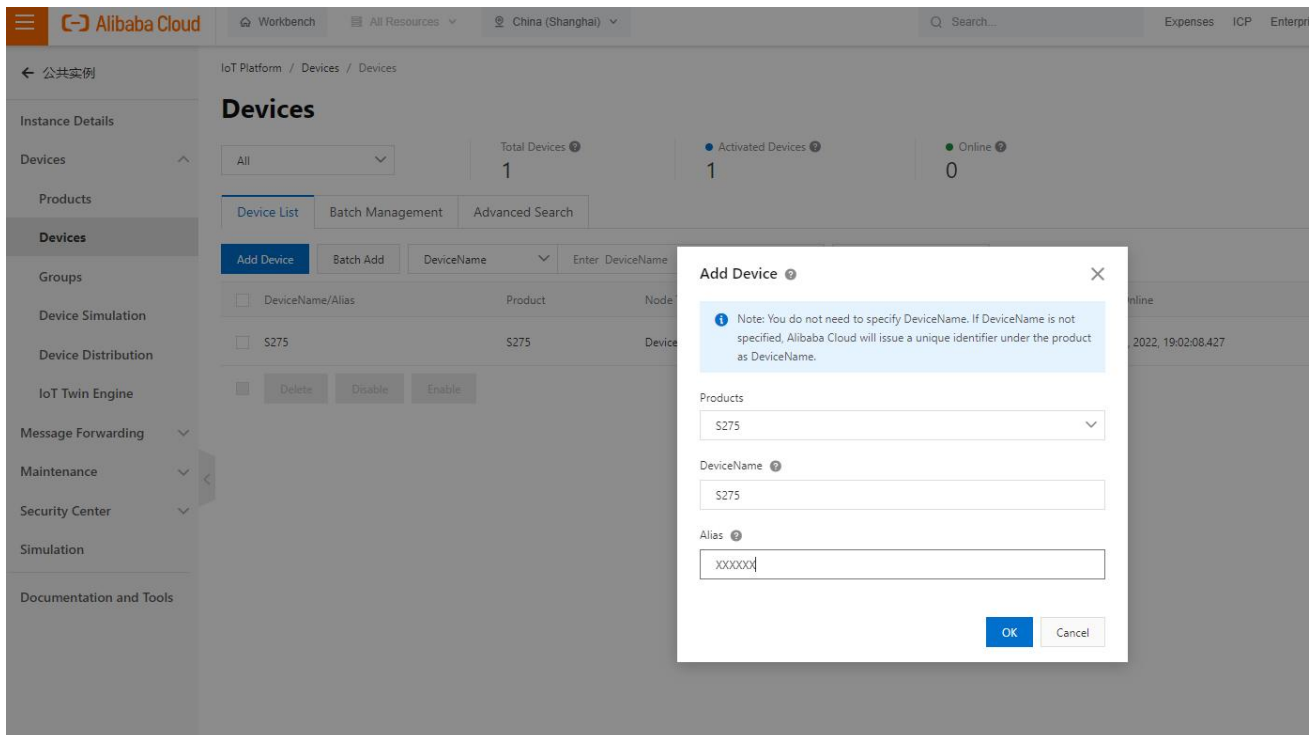 Alibaba Cloud
Workbench
All Resources
China (Shanghai)
Search...
Expenses
ICP
公共实例
IoT Platform / Devices / Devices
Instance Details
Devices
Devices
All
Total Devices
1
Activated Devices
1
Online
0
Products
Device List
Batch Management
Advanced Search
Devices
Add Device
Batch Add
DeviceName
Enter DeviceName
Groups
DeviceName/Alias
Product
Node
Device Simulation
S275
S275
Device
, 2022, 19:02:08.427
Device Distribution
Delete
Disable
Enable
IoT Twin Engine
Message Forwarding
Maintenance
Security Center
Simulation
Documentation and Tools
Add Device
Note: You do not need to specify DeviceName. If DeviceName is not
specified, Alibaba Cloud will issue a unique identifier under the product
as DeviceName.
Products
S275
DeviceName
S275
Alias
XXXXXX
OK
Cancel